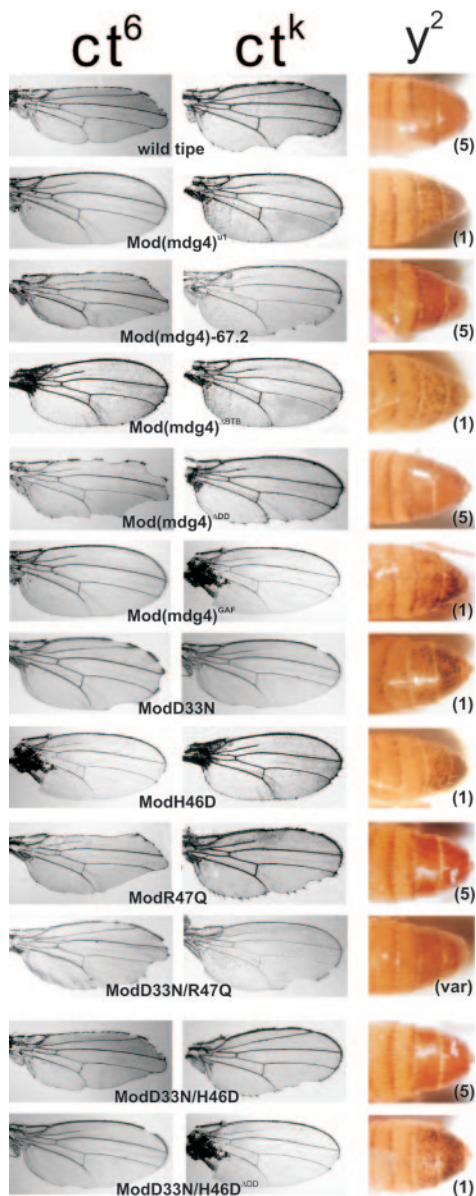 ct⁶ ctᵏ y²
wild tipe (5)
Mod(mdg4)ᵘ¹ (1)
Mod(mdg4)-67.2 (5)
Mod(mdg4)ΔBTB (1)
Mod(mdg4)ΔDD (5)
Mod(mdg4)GAF (1)
ModD33N (1)
ModH46D (1)
ModR47Q (5)
ModD33N/R47Q (var)
ModD33N/H46D (5)
ModD33N/H46DΔDD (1)